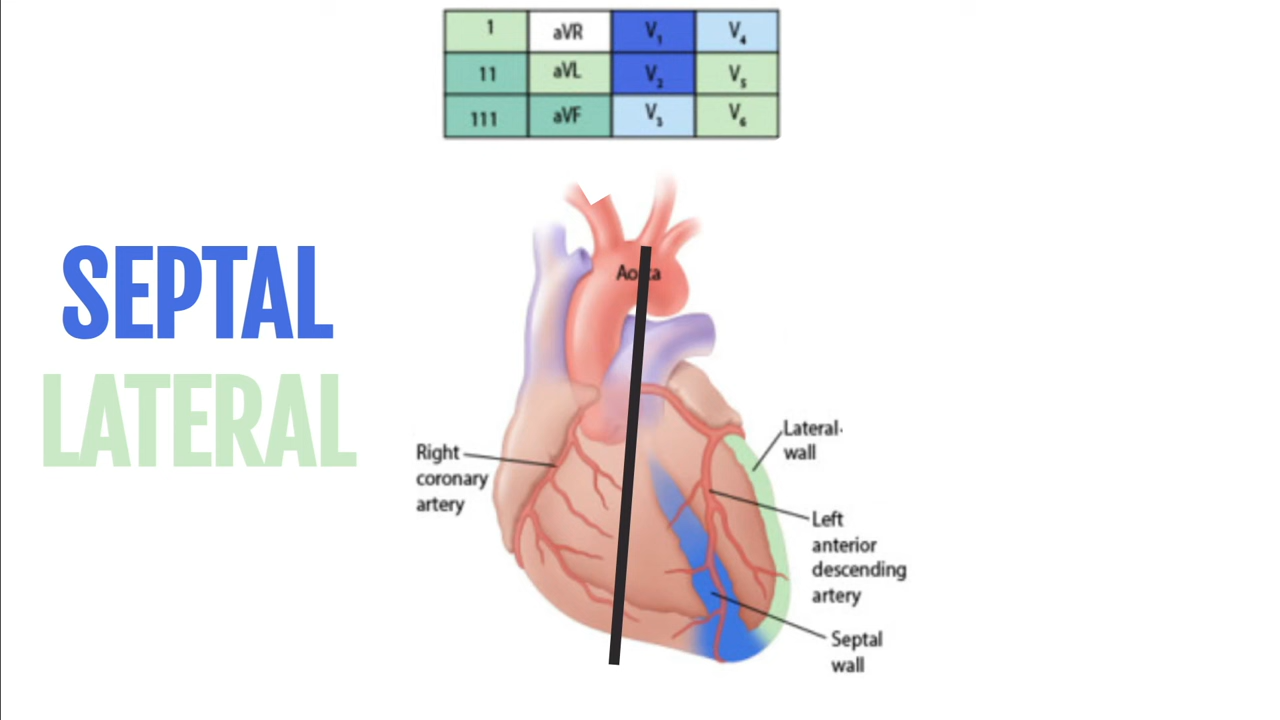 1 aVR V₁ V₄
11 aVL V₂ V₅
111 aVF V₃ V₆
SEPTAL
LATERAL
Aorta
Right
coronary
artery
Lateral
wall
Left
anterior
descending
artery
Septal
wall